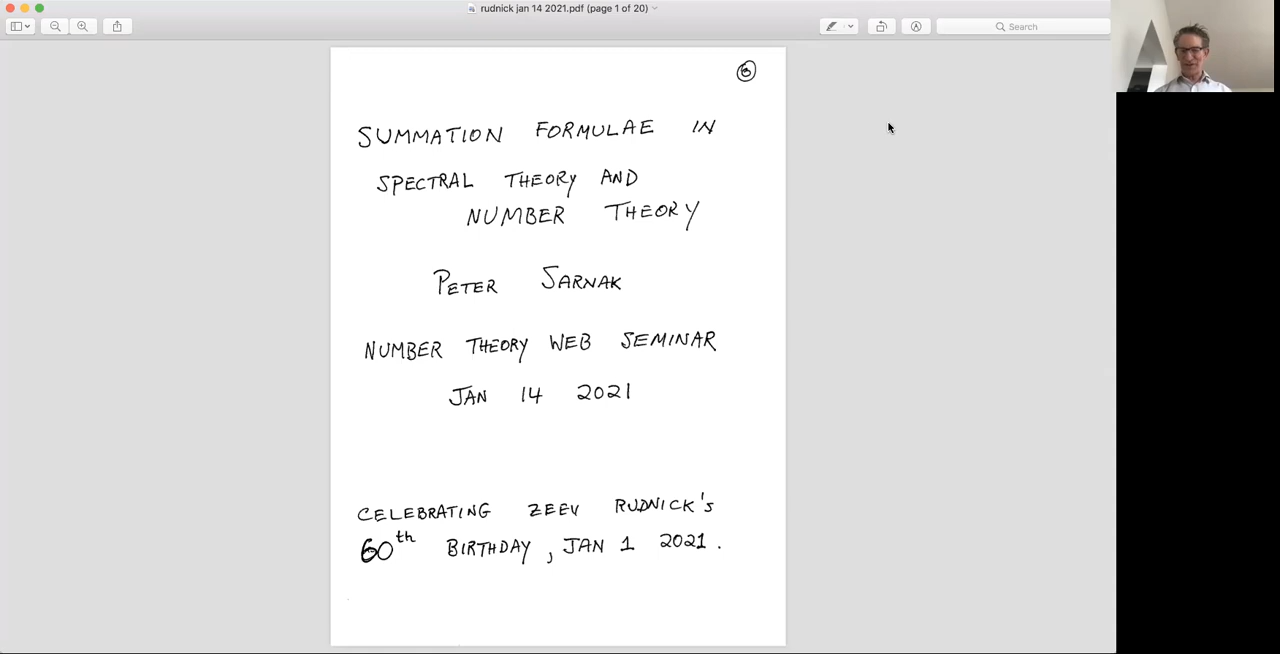 rudnick jan 14 2021.pdf (page 1 of 20)
Search
SUMMATION FORMULAE IN
SPECTRAL THEORY AND
NUMBER THEORY
PETER SARNAK
NUMBER THEORY WEB SEMINAR
JAN 14 2021
CELEBRATING ZEEV RUDNICK'S
60th BIRTHDAY, JAN 1 2021.